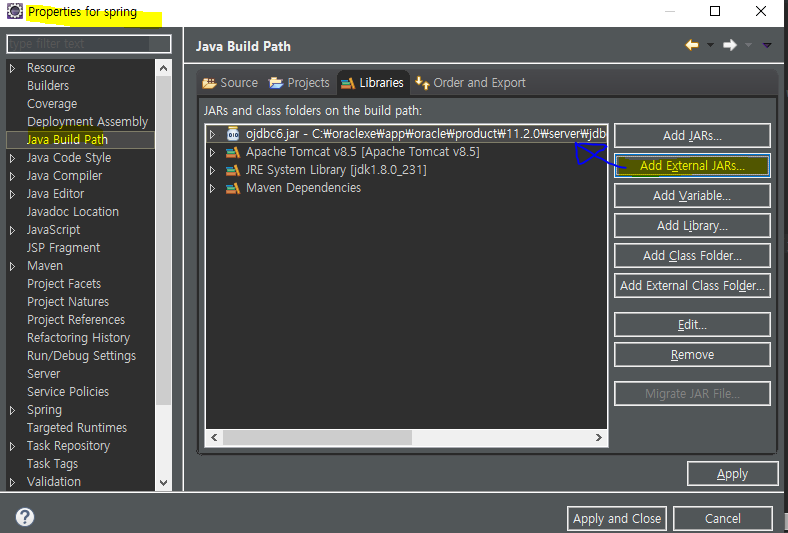 Properties for spring
type filter text
Resource
Builders
Coverage
Deployment Assembly
Java Build Path
Java Code Style
Java Compiler
Java Editor
Javadoc Location
JavaScript
JSP Fragment
Maven
Project Facets
Project Natures
Project References
Refactoring History
Run/Debug Settings
Server
Service Policies
Spring
Targeted Runtimes
Task Repository
Task Tags
Validation
Java Build Path
Source Projects Libraries Order and Export
JARs and class folders on the build path:
ojdbc6.jar - C:₩oraclexe₩app₩oracle₩product₩11.2.0₩server₩jdb
Apache Tomcat v8.5 [Apache Tomcat v8.5]
JRE System Library [jdk1.8.0_231]
Maven Dependencies
Add JARs...
Add External JARs...
Add Variable...
Add Library...
Add Class Folder...
Add External Class Folder...
Edit...
Remove
Migrate JAR File...
Apply
?
Apply and Close
Cancel